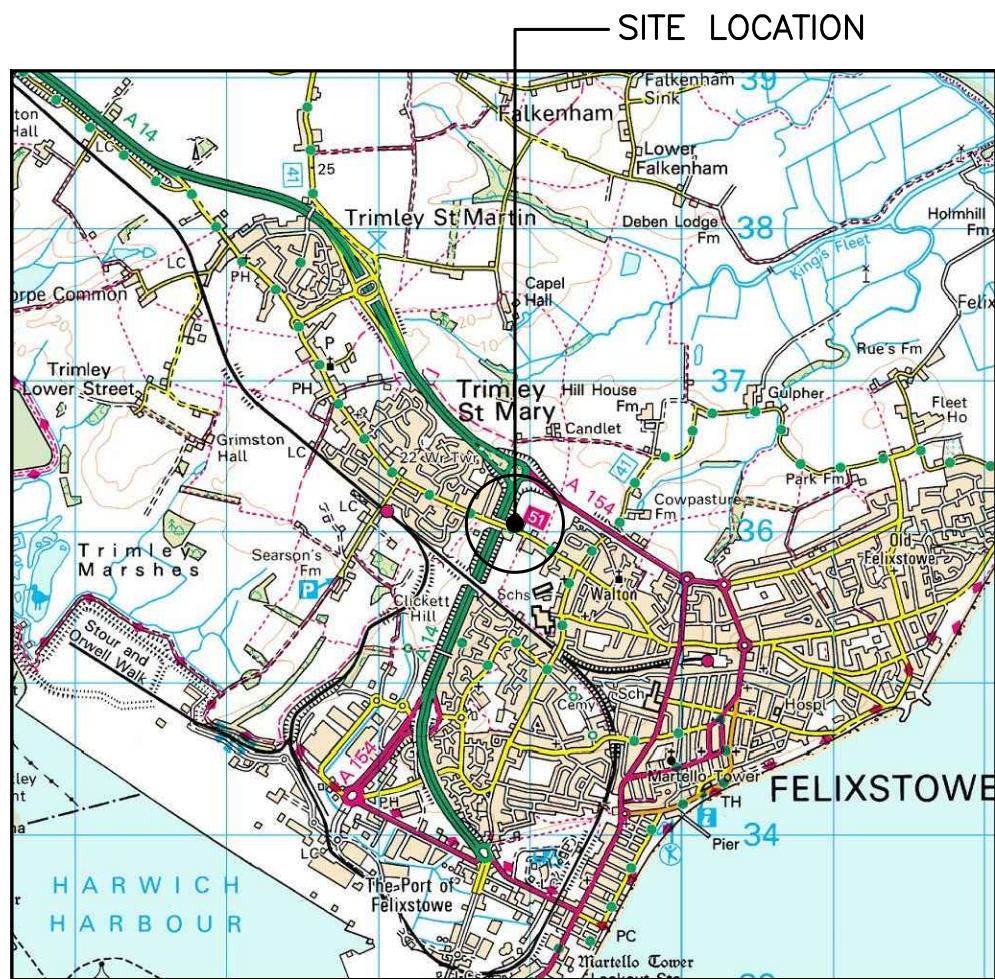 SITE LOCATION
39
Falkenham
Sink
Falkenham
ton
Hall
A 14
LC
Lower
Falkenham
41
25
Trimley St Martin
38
Deben Lodge
Fm
Holmhill
Fm
King's Fleet
LC
PH
Capel
Hall
orpe Common
Felix
P
Rue's Fm
Trimley
Lower Street
PH
Trimley
St Mary
37
Hill House
Fm
Gulpher
Fleet
Ho
Grimston
Hall
LC
Candlet
22 Wr Twr
41
A 154
Park Fm
Cowpasture
Fm
LC
51
36
Old
Felixstowe
Trimley
Marshes
Searson's
Fm
P
Clickett
Hill
Schs
Walton
Stour and
Orwell Walk
14
Sch
Cemy
Hospl
A 154
Martello Tower
FELIXSTOWE
PH
TH
LC
Pier
34
HARWICH
HARBOUR
The Port of
Felixstowe
PC
Martello Tower